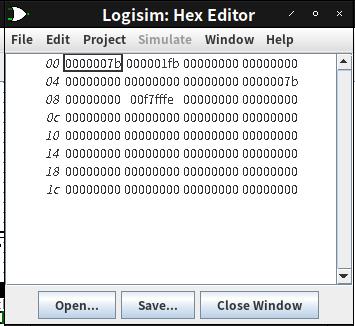 Logisim: Hex Editor
File Edit Project Simulate Window Help
00 0000007b 000001fb 00000000 00000000
04 00000000 00000000 00000000 0000007b
08 00000000 00f7fffe 00000000 00000000
0c 00000000 00000000 00000000 00000000
10 00000000 00000000 00000000 00000000
14 00000000 00000000 00000000 00000000
18 00000000 00000000 00000000 00000000
1c 00000000 00000000 00000000 00000000
Open... Save... Close Window